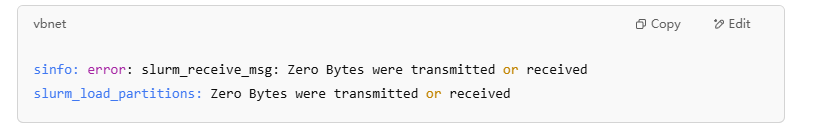 vbnet
Copy
Edit
sinfo: error: slurm_receive_msg: Zero Bytes were transmitted or received
slurm_load_partitions: Zero Bytes were transmitted or received